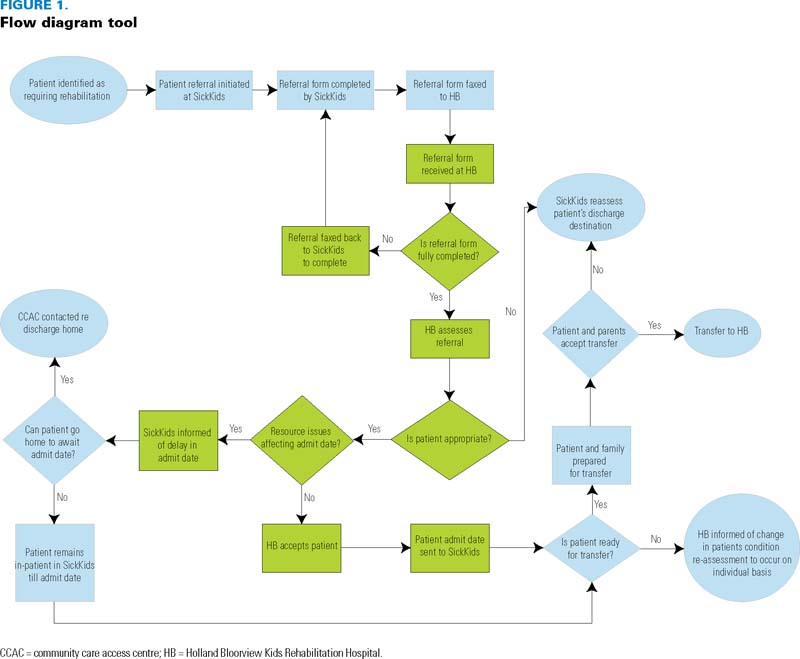 FIGURE 1.
Flow diagram tool
Patient identified as
requiring rehabilitation
Patient referral initiated
at SickKids
Referral form completed
by SickKids
Referral form faxed
to HB
Referral form
received at HB
Is referral form
fully completed?
No
Referral faxed back
to SickKids
to complete
Yes
HB assesses
referral
Is patient appropriate?
No
SickKids reassess
patient's discharge
destination
Yes
Resource issues
affecting admit date?
Yes
SickKids informed
of delay in
admit date
Can patient go
home to await
admit date?
Yes
CCAC contacted re
discharge home
No
Patient remains
in-patient in SickKids
till admit date
No
HB accepts patient
Patient admit date
sent to SickKids
Is patient ready
for transfer?
No
HB informed of change
in patients condition
re-assessment to occur on
individual basis
Yes
Patient and family
prepared
for transfer
Patient and parents
accept transfer
Yes
Transfer to HB
No
CCAC = community care access centre; HB = Holland Bloorview Kids Rehabilitation Hospital.